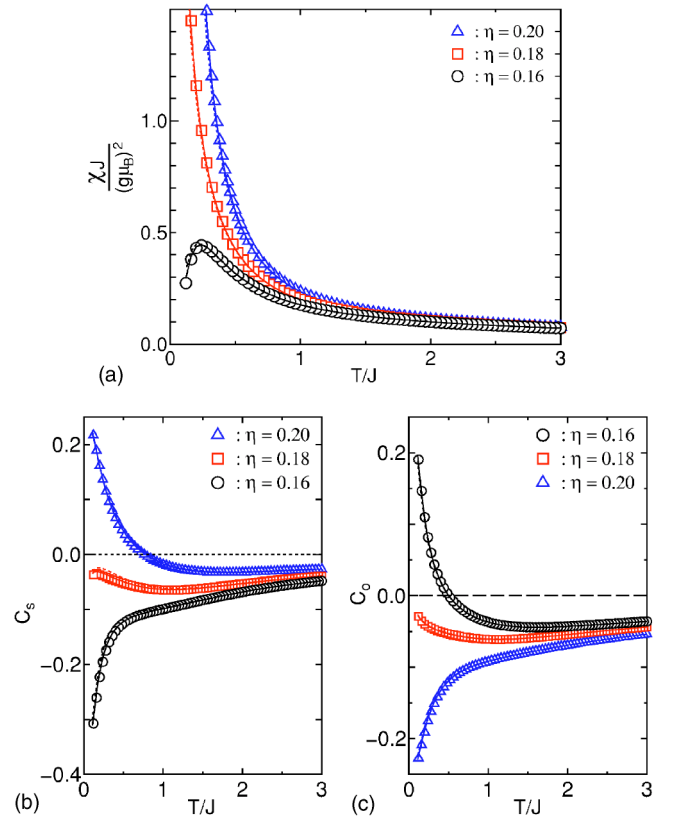 : η = 0.20
: η = 0.18
: η = 0.16
1.0
0.5
0.0
χJ
(gμB)²
0 1 2 3
T/J
(a)
0.2
0.0
−0.2
−0.4
Cs
: η = 0.20
: η = 0.18
: η = 0.16
0 1 2 3
T/J
(b)
0.2
0.0
−0.2
Co
: η = 0.16
: η = 0.18
: η = 0.20
0 1 2 3
T/J
(c)